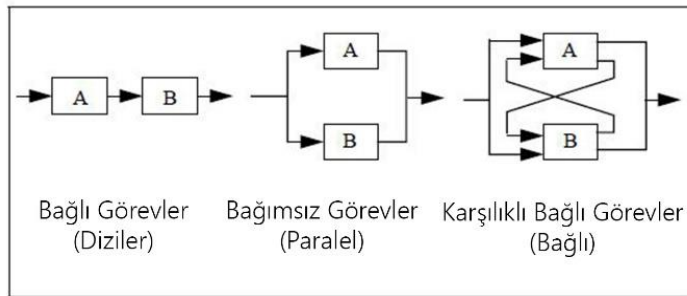 A
B
Bağlı Görevler
(Diziler)
A
B
Bağımsız Görevler
(Paralel)
A
B
Karşılıklı Bağlı Görevler
(Bağlı)